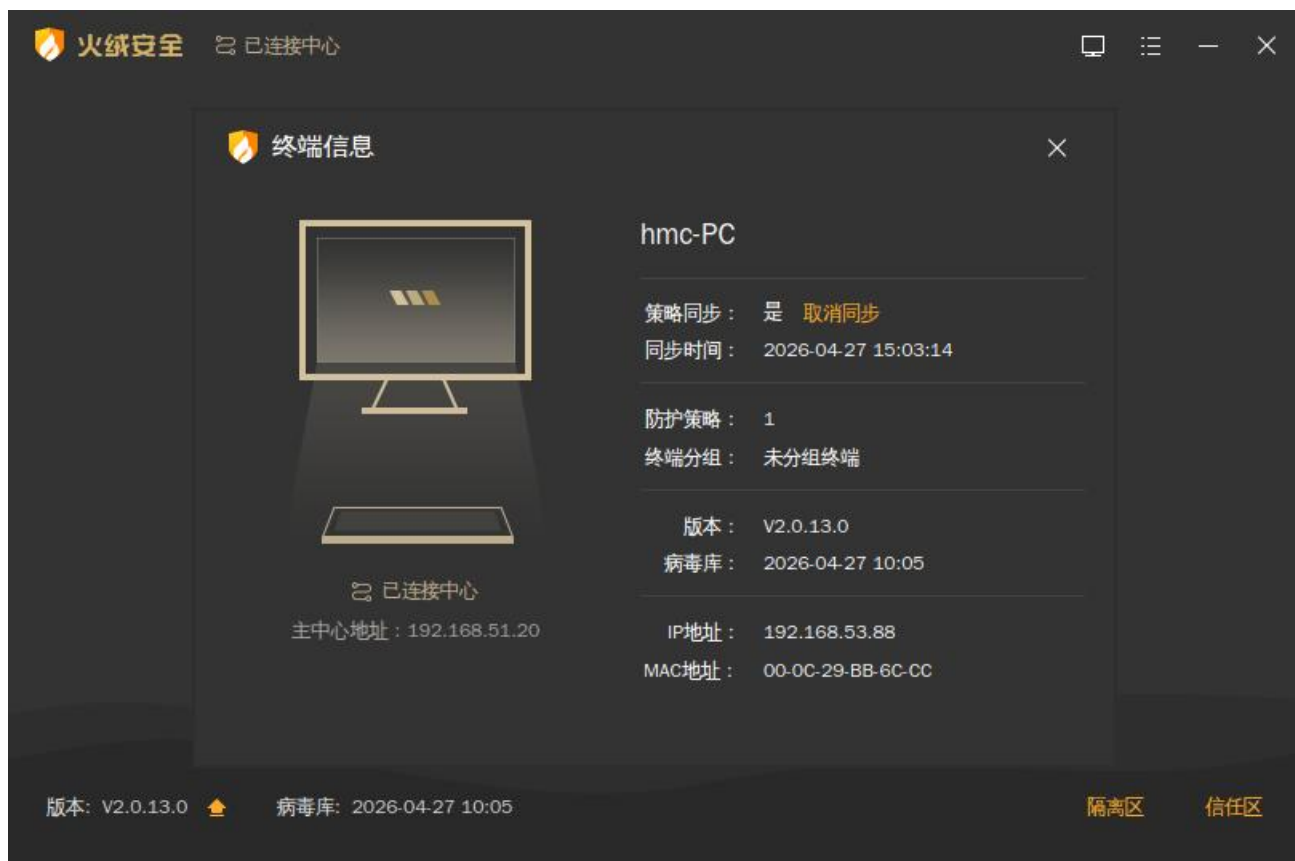 火绒安全 已连接中心
终端信息
hmc-PC
策略同步： 是 取消同步
同步时间： 2026-04-27 15:03:14
防护策略： 1
终端分组： 未分组终端
版本： V2.0.13.0
病毒库： 2026-04-27 10:05
已连接中心
主中心地址：192.168.51.20
IP地址： 192.168.53.88
MAC地址： 00-0C-29-BB-6C-CC
版本: V2.0.13.0 病毒库: 2026-04-27 10:05 隔离区 信任区